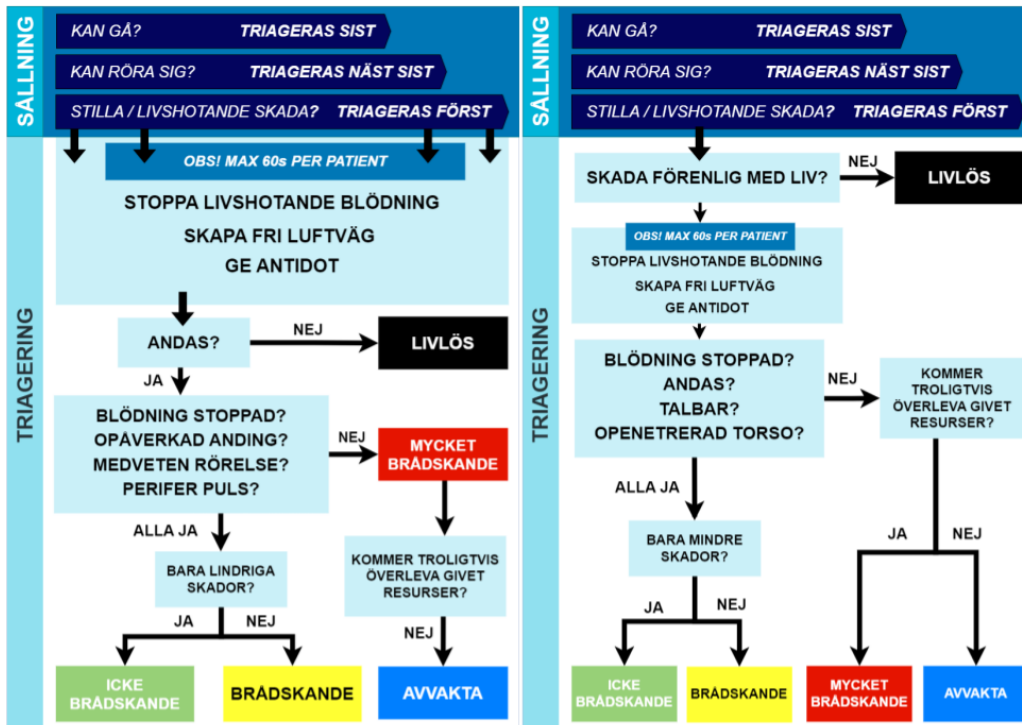 SÅLLNING
KAN GÅ? TRIAGERAS SIST
KAN RÖRA SIG? TRIAGERAS NÄST SIST
STILLA / LIVSHOTANDE SKADA? TRIAGERAS FÖRST
TRIAGERING
OBS! MAX 60s PER PATIENT
STOPPA LIVSHOTANDE BLÖDNING
SKAPA FRI LUFTVÄG
GE ANTIDOT
ANDAS?
NEJ
LIVLÖS
JA
BLÖDNING STOPPAD?
OPÅVERKAD ANDING?
MEDVETEN RÖRELSE?
PERIFER PULS?
NEJ
MYCKET
BRÅDSKANDE
ALLA JA
BARA LINDRIGA
SKADOR?
KOMMER TROLIGTVIS
ÖVERLEVA GIVET
RESURSER?
JA
NEJ
NEJ
ICKE
BRÅDSKANDE
BRÅDSKANDE
AVVAKTA
SÅLLNING
KAN GÅ? TRIAGERAS SIST
KAN RÖRA SIG? TRIAGERAS NÄST SIST
STILLA / LIVSHOTANDE SKADA? TRIAGERAS FÖRST
TRIAGERING
SKADA FÖRENLIG MED LIV?
NEJ
LIVLÖS
OBS! MAX 60s PER PATIENT
STOPPA LIVSHOTANDE BLÖDNING
SKAPA FRI LUFTVÄG
GE ANTIDOT
BLÖDNING STOPPAD?
ANDAS?
TALBAR?
OPENETRERAD TORSO?
NEJ
KOMMER
TROLIGTVIS
ÖVERLEVA GIVET
RESURSER?
ALLA JA
BARA MINDRE
SKADOR?
JA
NEJ
JA
NEJ
ICKE
BRÅDSKANDE
BRÅDSKANDE
MYCKET
BRÅDSKANDE
AVVAKTA